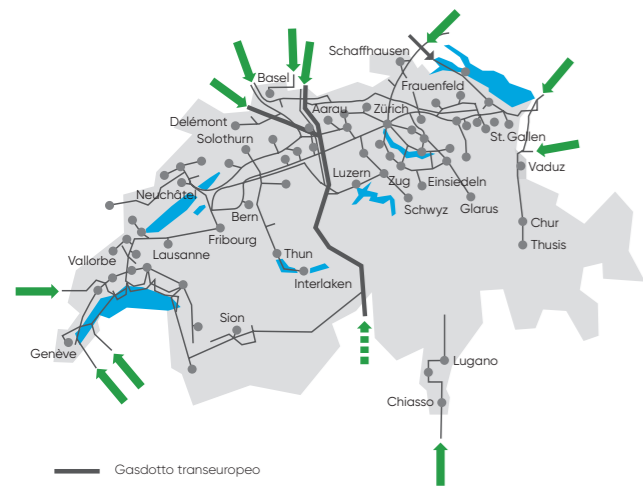 Schaffhausen
Basel
Frauenfeld
Aarau
Zürich
Delémont
Solothurn
St. Gallen
Vaduz
Luzern
Zug
Einsiedeln
Neuchâtel
Schwyz
Glarus
Bern
Chur
Fribourg
Thusis
Lausanne
Thun
Vallorbe
Interlaken
Sion
Genève
Lugano
Chiasso
Gasdotto transeuropeo